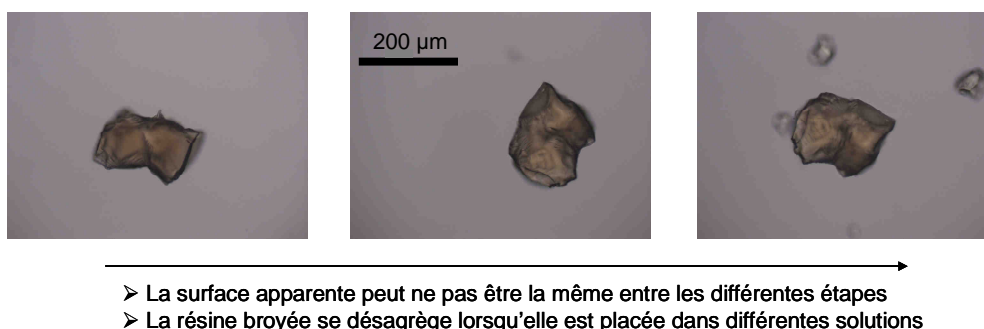 200 µm
➢ La surface apparente peut ne pas être la même entre les différentes étapes
➢ La résine broyée se désagrège lorsqu'elle est placée dans différentes solutions